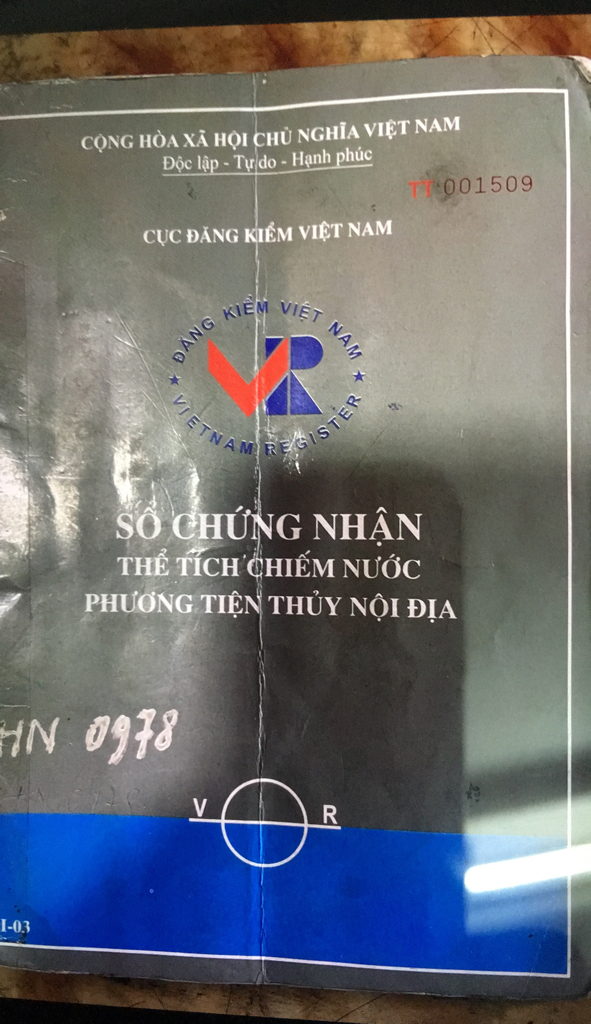 CỘNG HÒA XÃ HỘI CHỦ NGHĨA VIỆT NAM
Độc lập - Tự do - Hạnh phúc
TT 001509
CỤC ĐĂNG KIỂM VIỆT NAM
ĐĂNG KIỂM VIỆT NAM
VR
VIETNAM REGISTER
SỔ CHỨNG NHẬN
THỂ TÍCH CHIẾM NƯỚC
PHƯƠNG TIỆN THỦY NỘI ĐỊA
HN 0978
V R
I-03